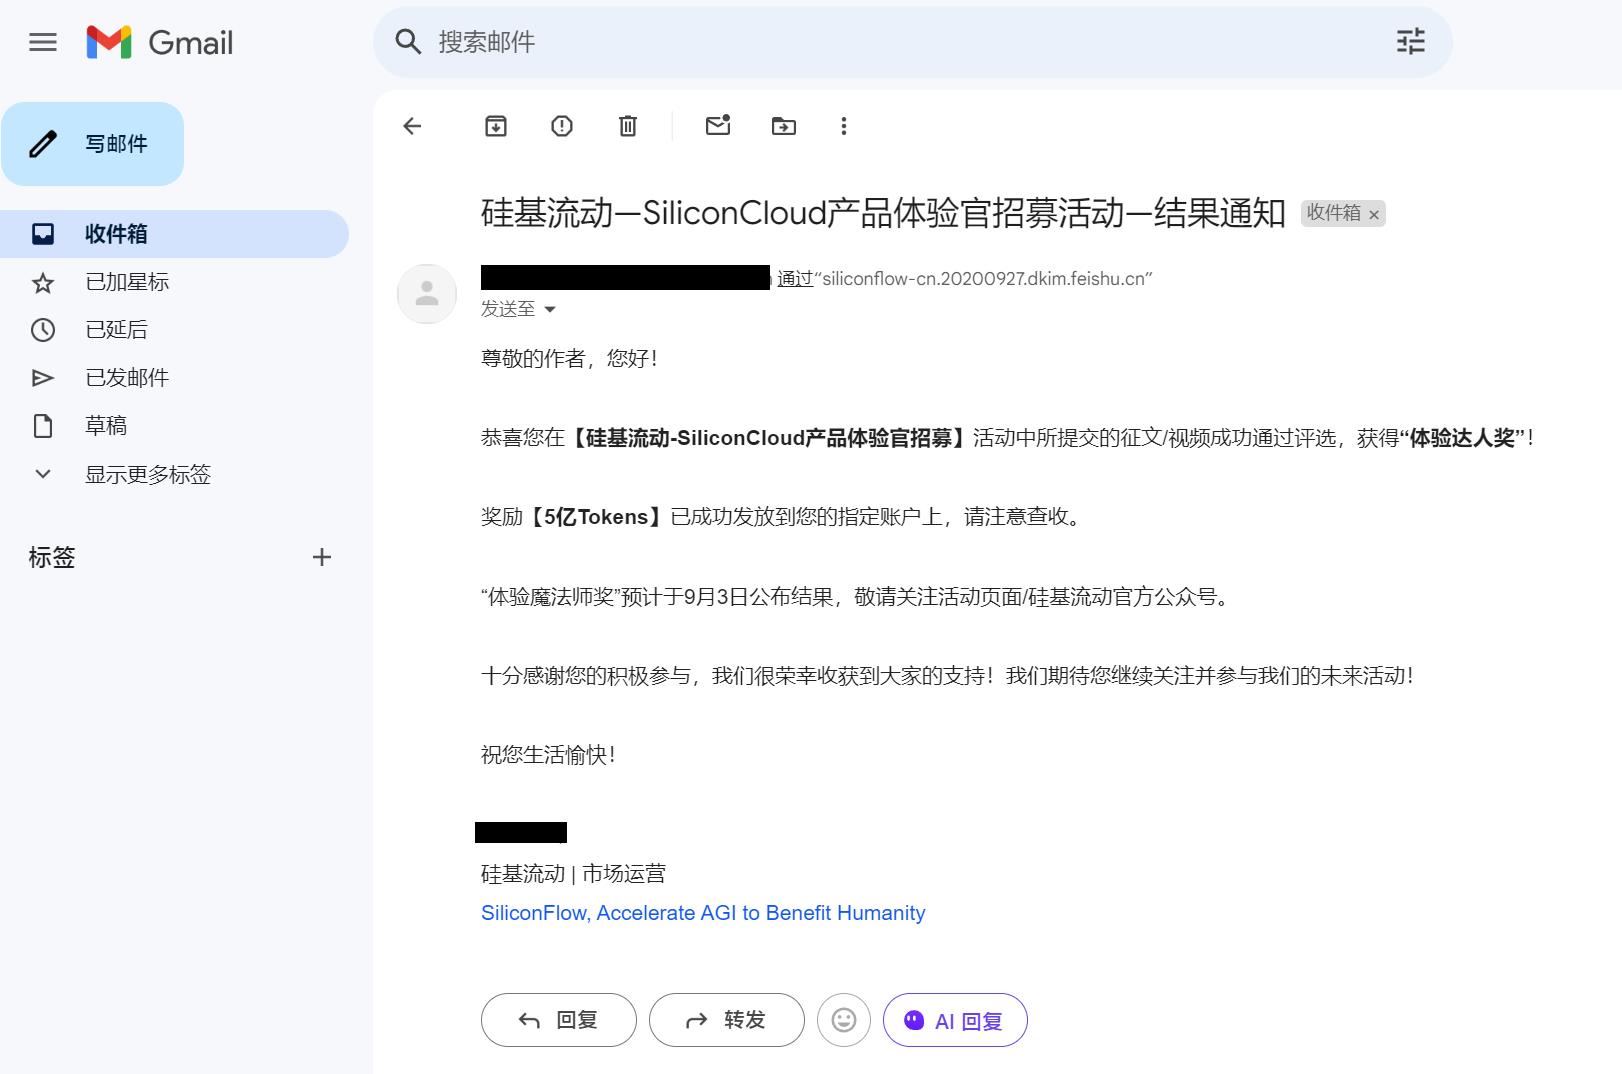 Gmail
搜索邮件
写邮件
收件箱
已加星标
已延后
已发邮件
草稿
显示更多标签
标签
硅基流动—SiliconCloud产品体验官招募活动—结果通知 收件箱 ×
通过“siliconflow-cn.20200927.dkim.feishu.cn”
发送至
尊敬的作者，您好！
恭喜您在【硅基流动-SiliconCloud产品体验官招募】活动中所提交的征文/视频成功通过评选，获得“体验达人奖”！
奖励【5亿Tokens】已成功发放到您的指定账户上，请注意查收。
“体验魔法师奖”预计于9月3日公布结果，敬请关注活动页面/硅基流动官方公众号。
十分感谢您的积极参与，我们很荣幸收获到大家的支持！我们期待您继续关注并参与我们的未来活动！
祝您生活愉快！
硅基流动 | 市场运营
SiliconFlow, Accelerate AGI to Benefit Humanity
回复
转发
AI 回复